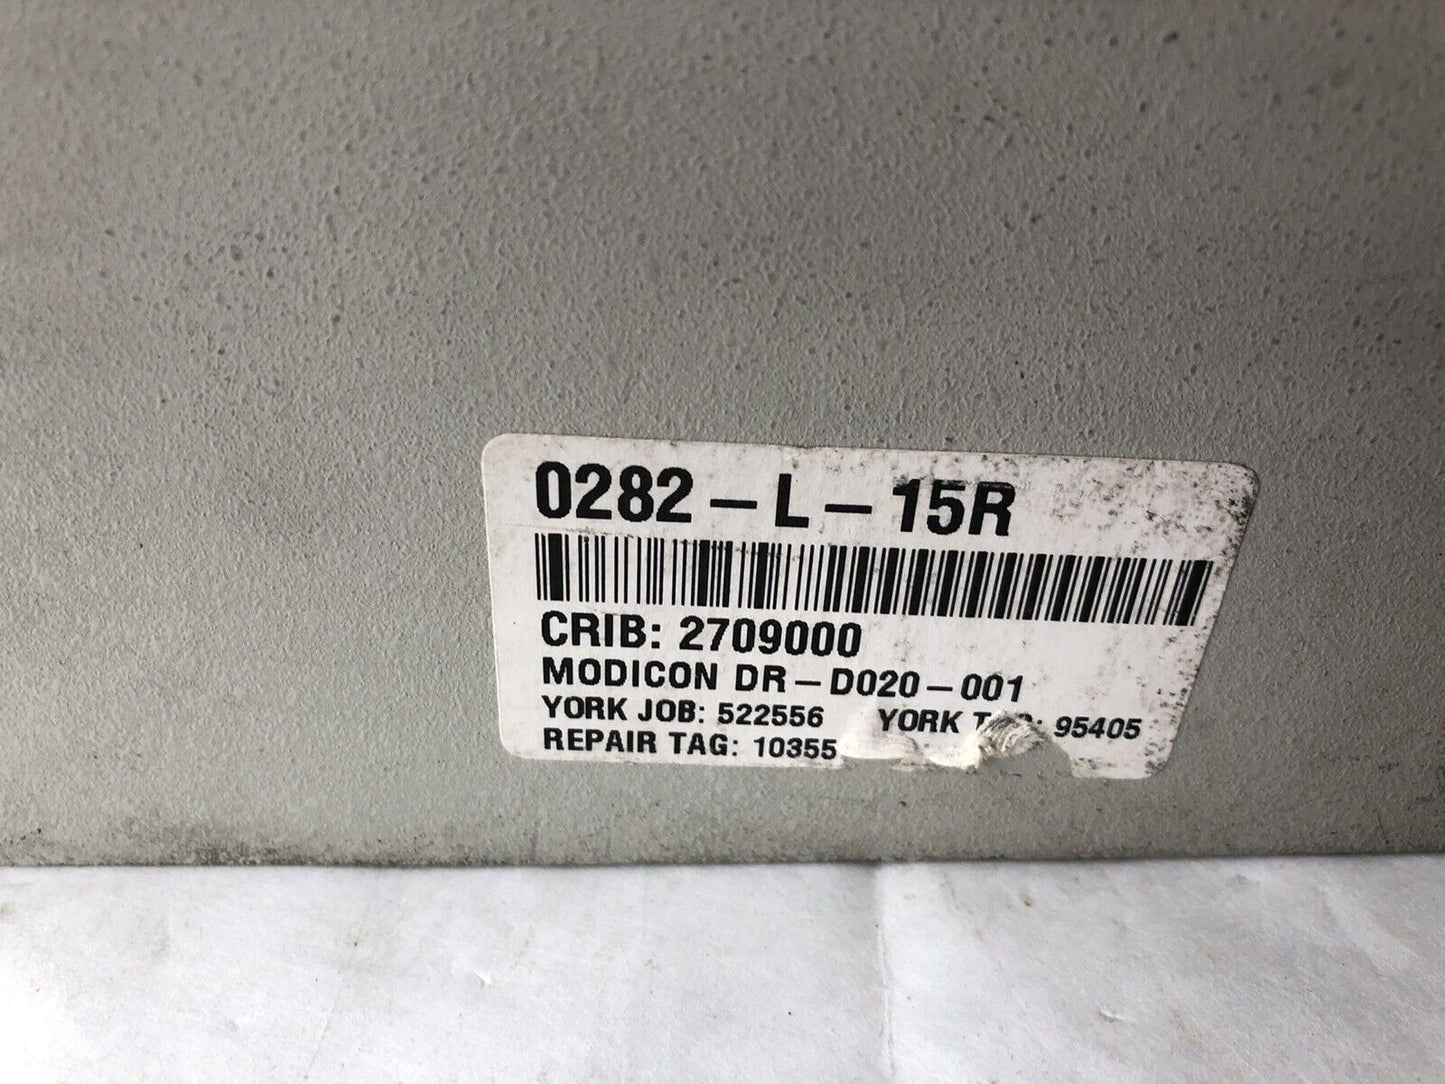 0282-L-15R
CRIB: 2709000
MODICON DR-D020-001
YORK JOB: 522556 YORK 95405
REPAIR TAG: 10355